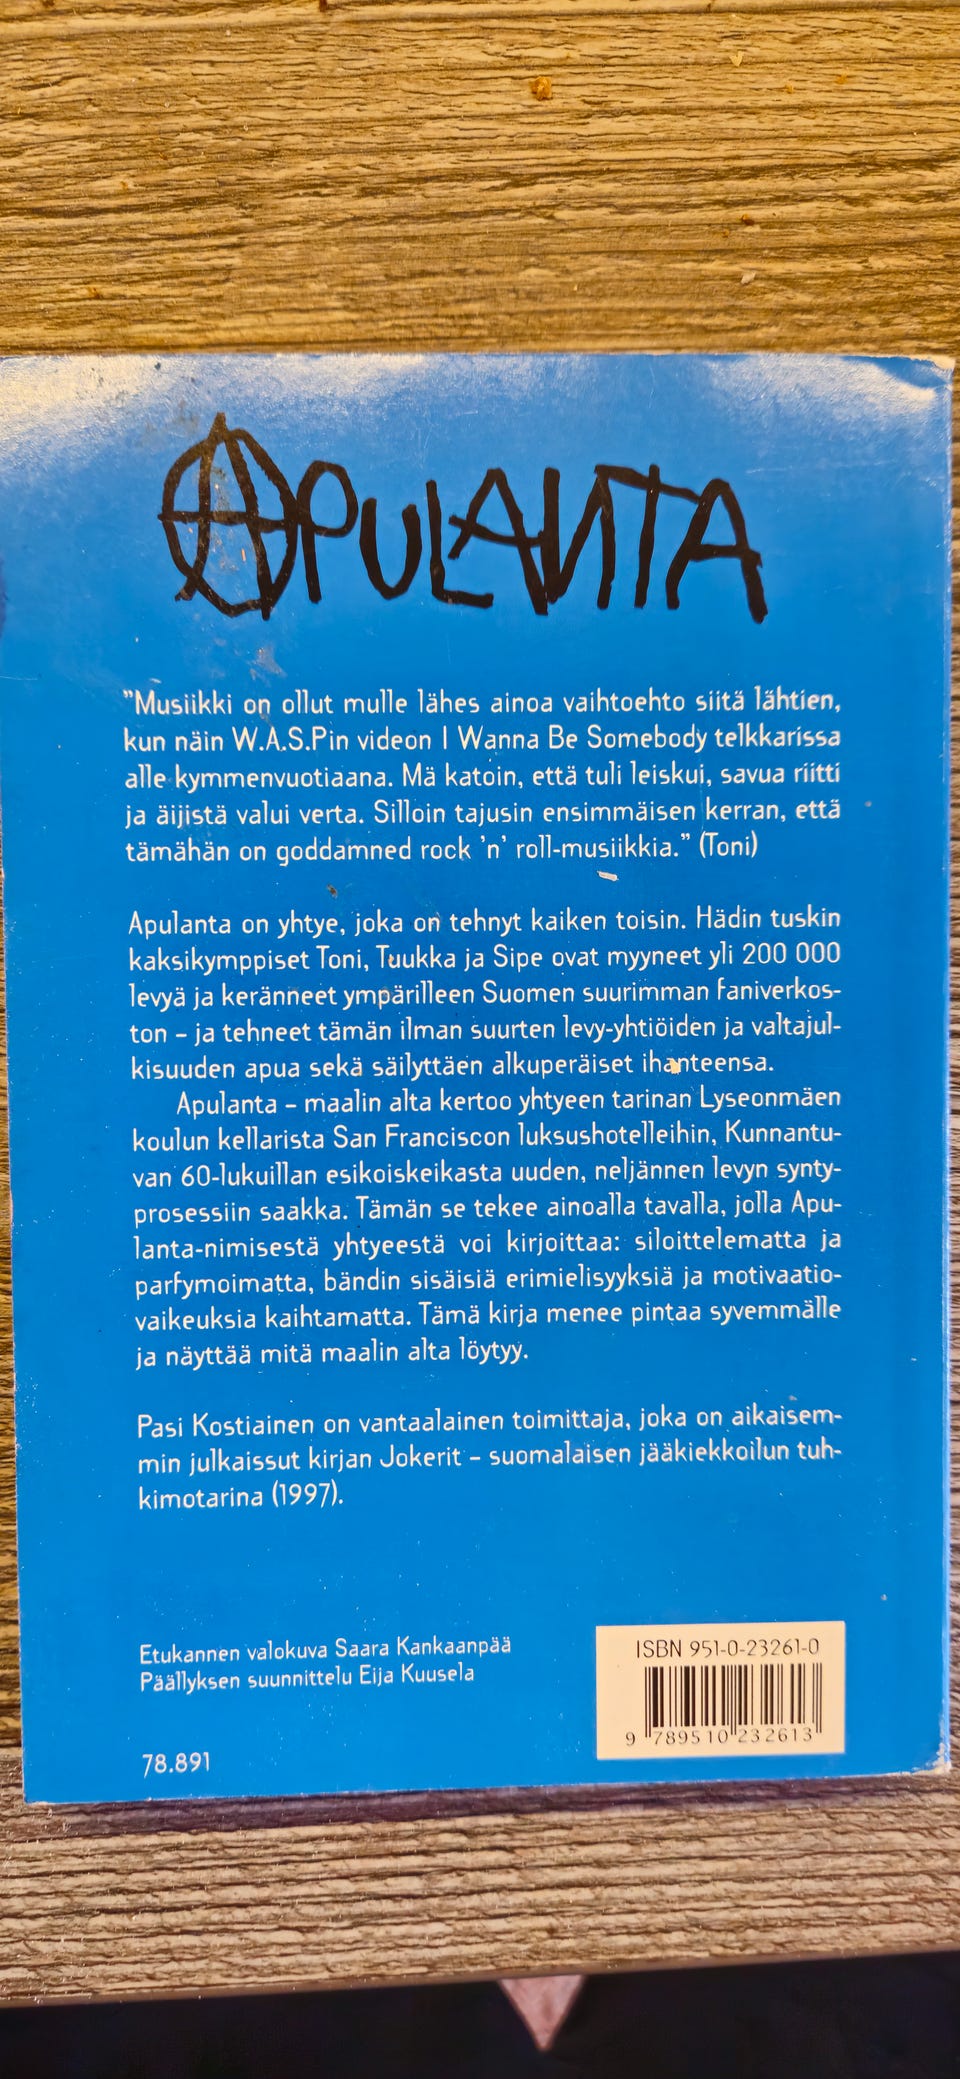 APULANTA
"Musiikki on ollut mulle lähes ainoa vaihtoehto siitä lähtien,
kun näin W.A.S.Pin videon I Wanna Be Somebody telkkarissa
alle kymmenvuotiaana. Mä katoin, että tuli leiskui, savua riitti
ja äijistä valui verta. Silloin tajusin ensimmäisen kerran, että
tämähän on goddamned rock 'n' roll-musiikkia." (Toni)
Apulanta on yhtye, joka on tehnyt kaiken toisin. Hädin tuskin
kaksikymppiset Toni, Tuukka ja Sipe ovat myyneet yli 200 000
levyä ja keränneet ympärilleen Suomen suurimman faniverkos-
ton – ja tehneet tämän ilman suurten levy-yhtiöiden ja valtajul-
kisuuden apua sekä säilyttäen alkuperäiset ihanteensa.
Apulanta – maalin alta kertoo yhtyeen tarinan Lyseonmäen
koulun kellarista San Franciscon luksushotelleihin, Kunnantu-
van 60-lukuillan esikoiskeikasta uuden, neljännen levyn synty-
prosessiin saakka. Tämän se tekee ainoalla tavalla, jolla Apu-
lanta-nimisestä yhtyeestä voi kirjoittaa: siloittelematta ja
parfymoimatta, bändin sisäisiä erimielisyyksiä ja motivaatio-
vaikeuksia kaihtamatta. Tämä kirja menee pintaa syvemmälle
ja näyttää mitä maalin alta löytyy.
Pasi Kostiainen on vantaalainen toimittaja, joka on aikaisem-
min julkaissut kirjan Jokerit – suomalaisen jääkiekkoilun tuh-
kimotarina (1997).
Etukannen valokuva Saara Kankaanpää
Päällyksen suunnittelu Eija Kuusela
78.891
ISBN 951-0-23261-0
9 789510 232613